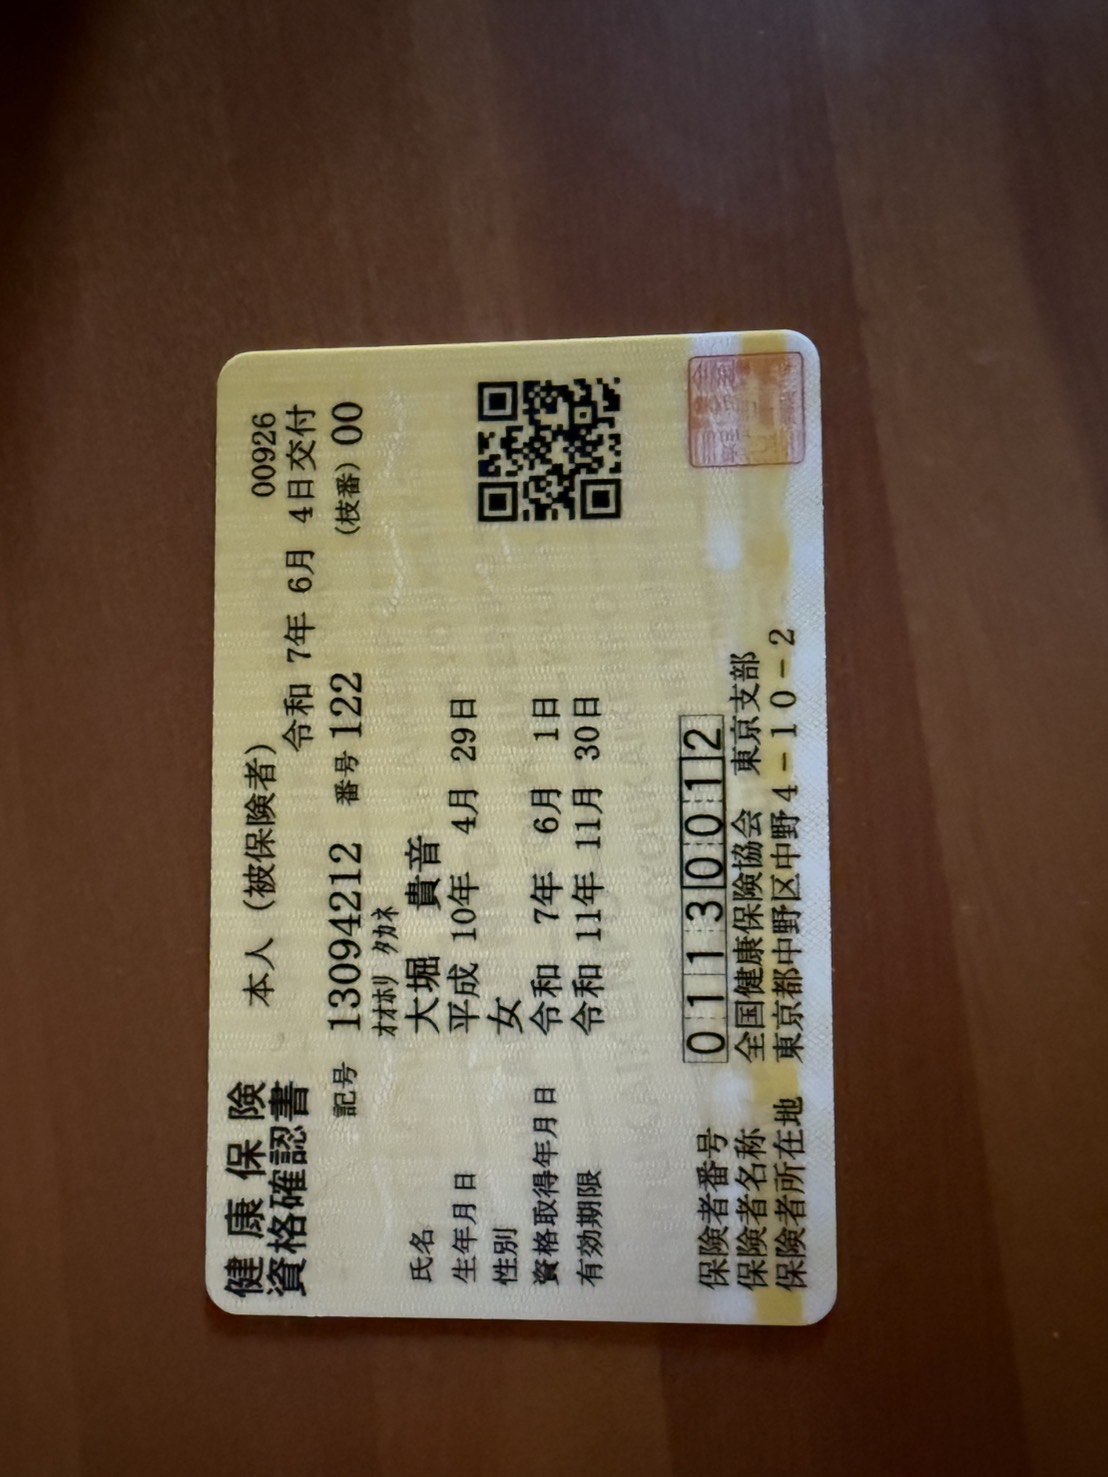 健康保険
資格確認書
本人（被保険者）
00926
令和 7年 6月 4日交付
記号 13094212 番号 122 (枝番) 00
オオホリ タカネ
氏名 大堀 貴音
生年月日 平成 10年 4月 29日
性別 女
資格取得年月日 令和 7年 6月 1日
有効期限 令和 11年 11月 30日
保険者番号 01130012
保険者名称 全国健康保険協会 東京支部
保険者所在地 東京都中野区中野4-10-2